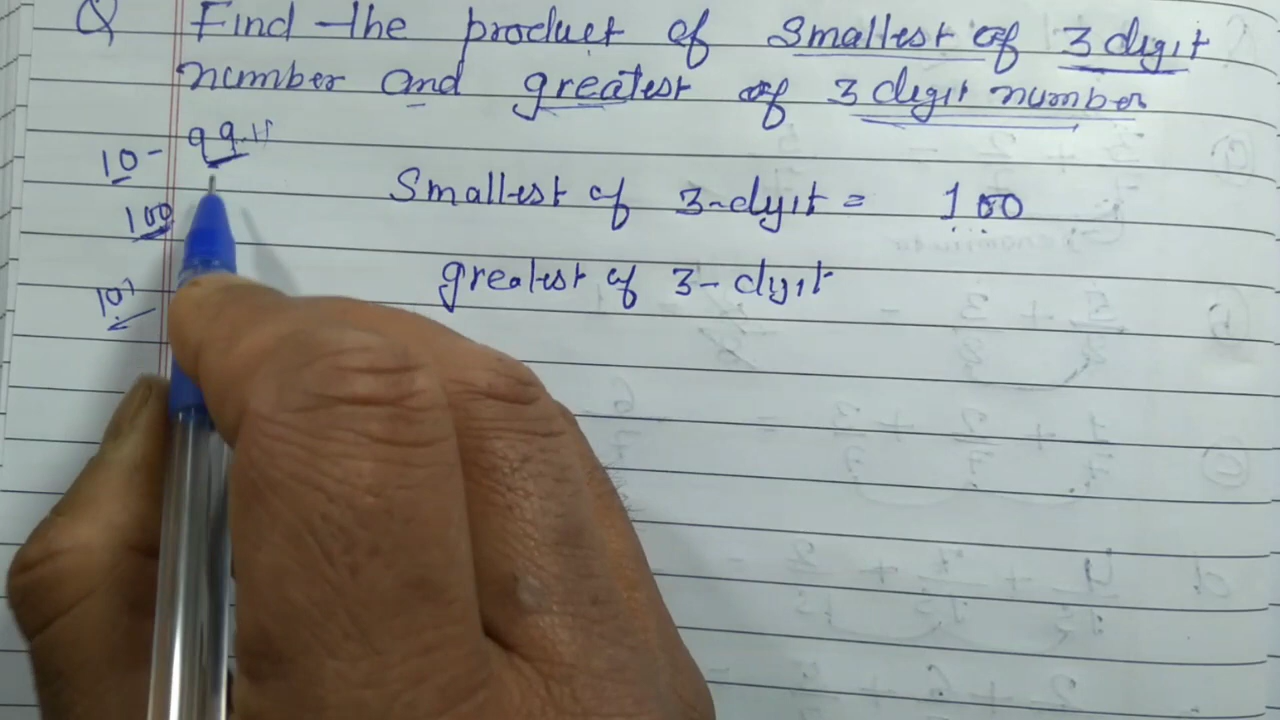 Q Find the product of smallest of 3 digit
number and greatest of 3 digit number
10 - 99
100
Smallest of 3-digit = 100
greatest of 3-digit